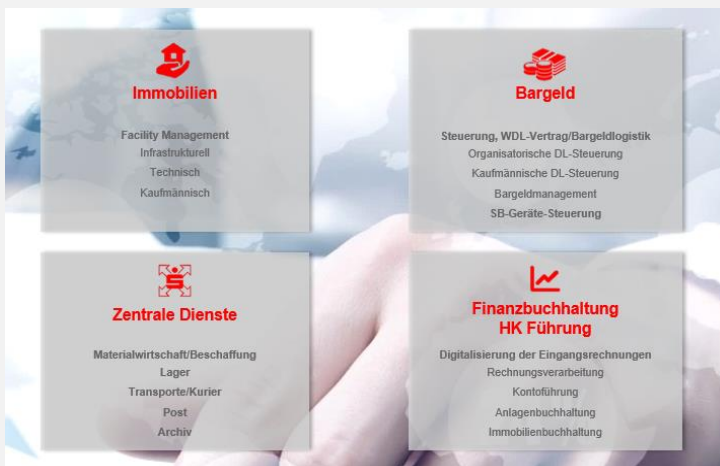 Immobilien
Facility Management
Infrastrukturell
Technisch
Kaufmännisch
Bargeld
Steuerung, WDL-Vertrag/Bargeldlogistik
Organisatorische DL-Steuerung
Kaufmännische DL-Steuerung
Bargeldmanagement
SB-Geräte-Steuerung
Zentrale Dienste
Materialwirtschaft/Beschaffung
Lager
Transporte/Kurier
Post
Archiv
Finanzbuchhaltung
HK Führung
Digitalisierung der Eingangsrechnungen
Rechnungsverarbeitung
Kontoführung
Anlagenbuchhaltung
Immobilienbuchhaltung